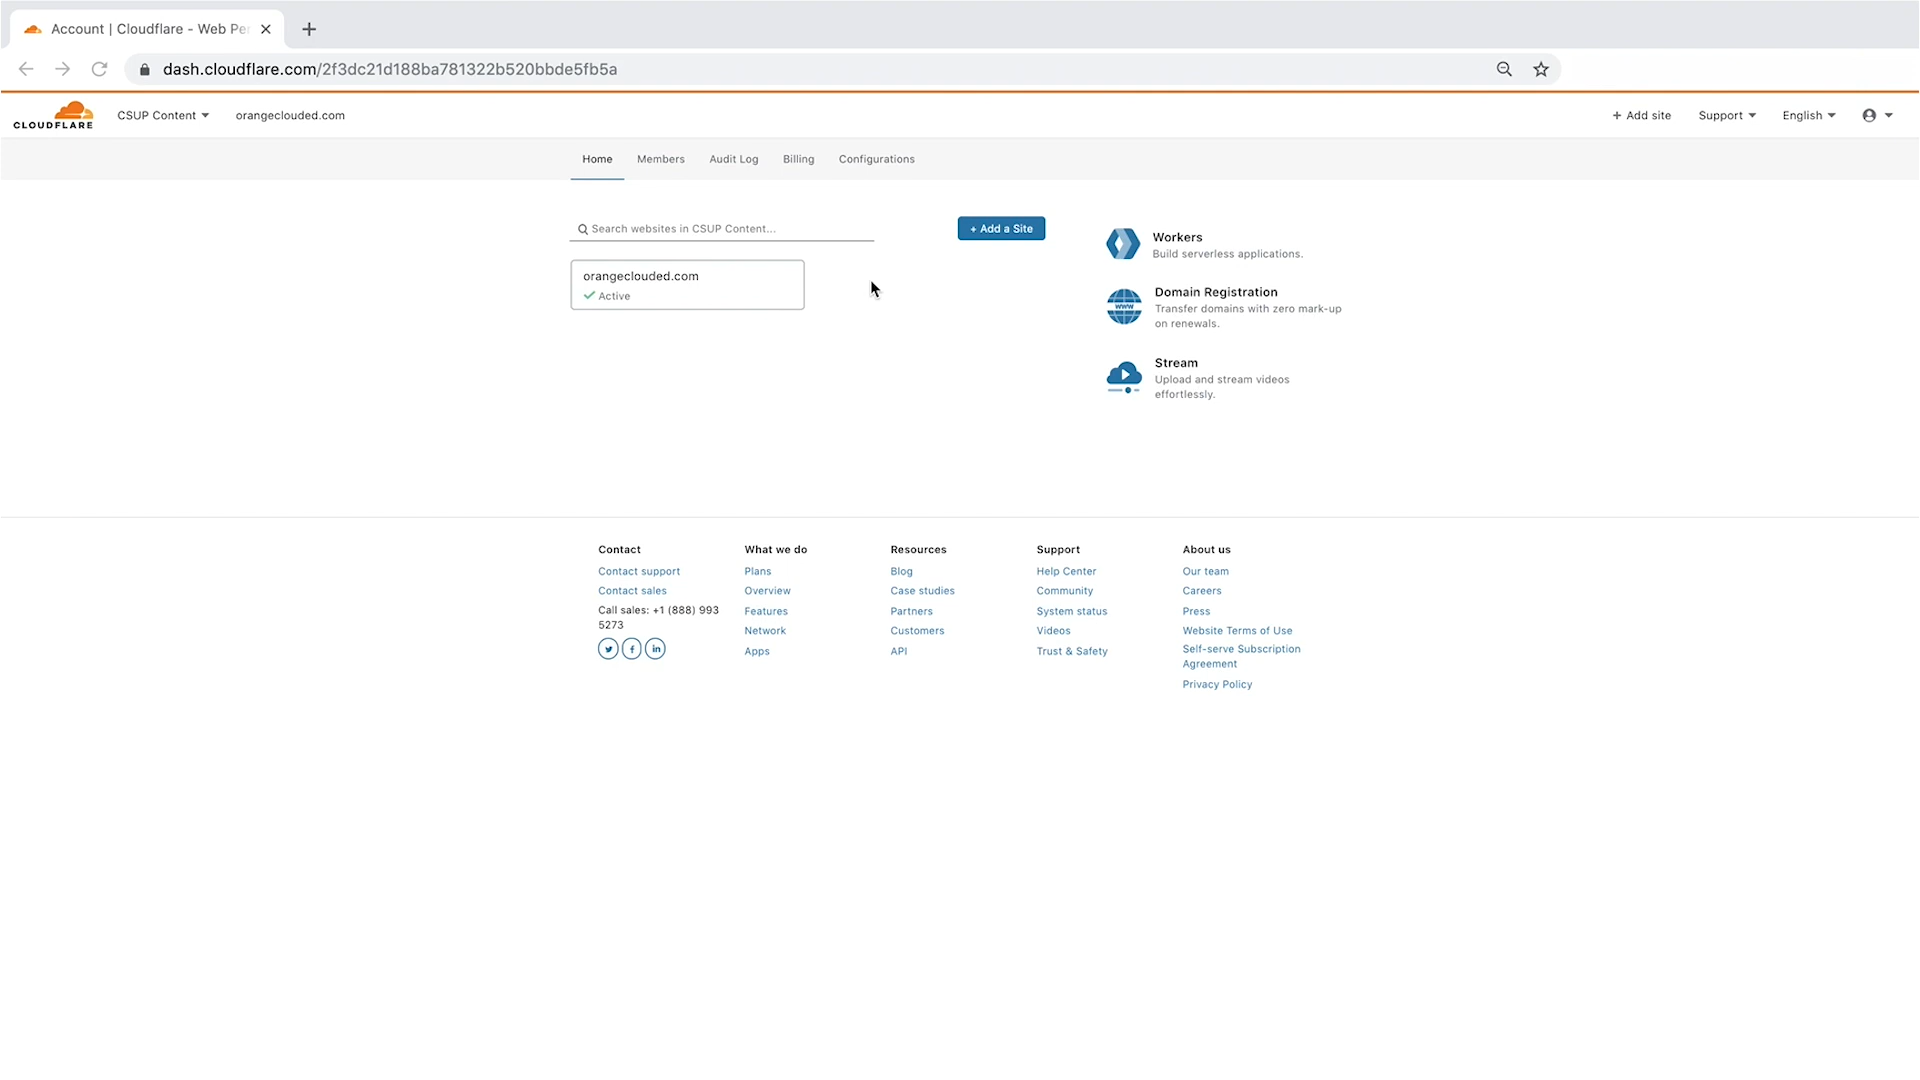 Account | Cloudflare - Web Pe
dash.cloudflare.com/2f3dc21d188ba781322b520bbde5fb5a
CLOUDFLARE
CSUP Content
orangeclouded.com
+ Add site
Support
English
Home
Members
Audit Log
Billing
Configurations
Search websites in CSUP Content...
+ Add a Site
orangeclouded.com
Active
Workers
Build serverless applications.
www
Domain Registration
Transfer domains with zero mark-up
on renewals.
Stream
Upload and stream videos
effortlessly.
Contact
Contact support
Contact sales
Call sales: +1 (888) 993
5273
What we do
Plans
Overview
Features
Network
Apps
Resources
Blog
Case studies
Partners
Customers
API
Support
Help Center
Community
System status
Videos
Trust & Safety
About us
Our team
Careers
Press
Website Terms of Use
Self-serve Subscription
Agreement
Privacy Policy